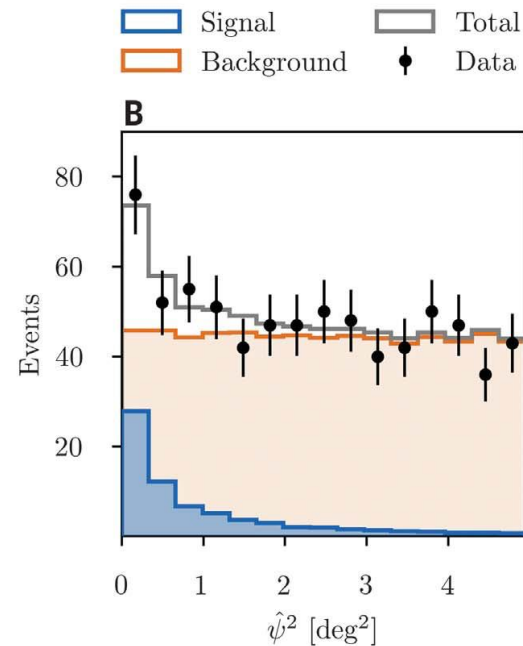 Signal Total
Background Data
B
80
60
40
20
Events
0 1 2 3 4
ψ̂² [deg²]